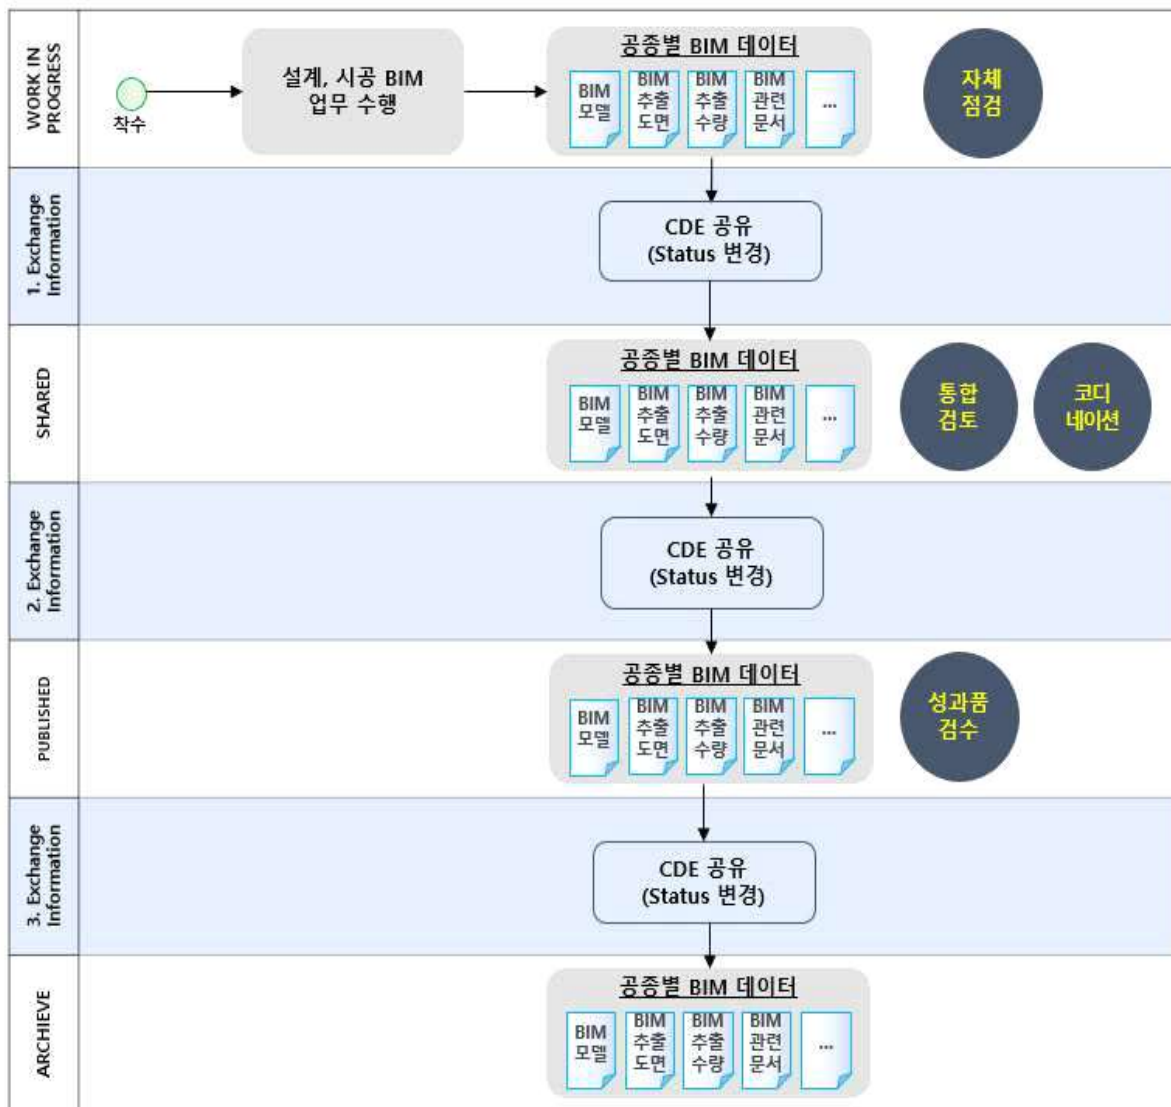 WORK IN
PROGRESS
착수
설계, 시공 BIM
업무 수행
공종별 BIM 데이터
BIM
모델
BIM
추출
도면
BIM
추출
수량
BIM
관련
문서
...
자체
점검
1. Exchange
Information
CDE 공유
(Status 변경)
SHARED
공종별 BIM 데이터
BIM
모델
BIM
추출
도면
BIM
추출
수량
BIM
관련
문서
...
통합
검토
코디
네이션
2. Exchange
Information
CDE 공유
(Status 변경)
PUBLISHED
공종별 BIM 데이터
BIM
모델
BIM
추출
도면
BIM
추출
수량
BIM
관련
문서
...
성과품
검수
3. Exchange
Information
CDE 공유
(Status 변경)
ARCHIEVE
공종별 BIM 데이터
BIM
모델
BIM
추출
도면
BIM
추출
수량
BIM
관련
문서
...